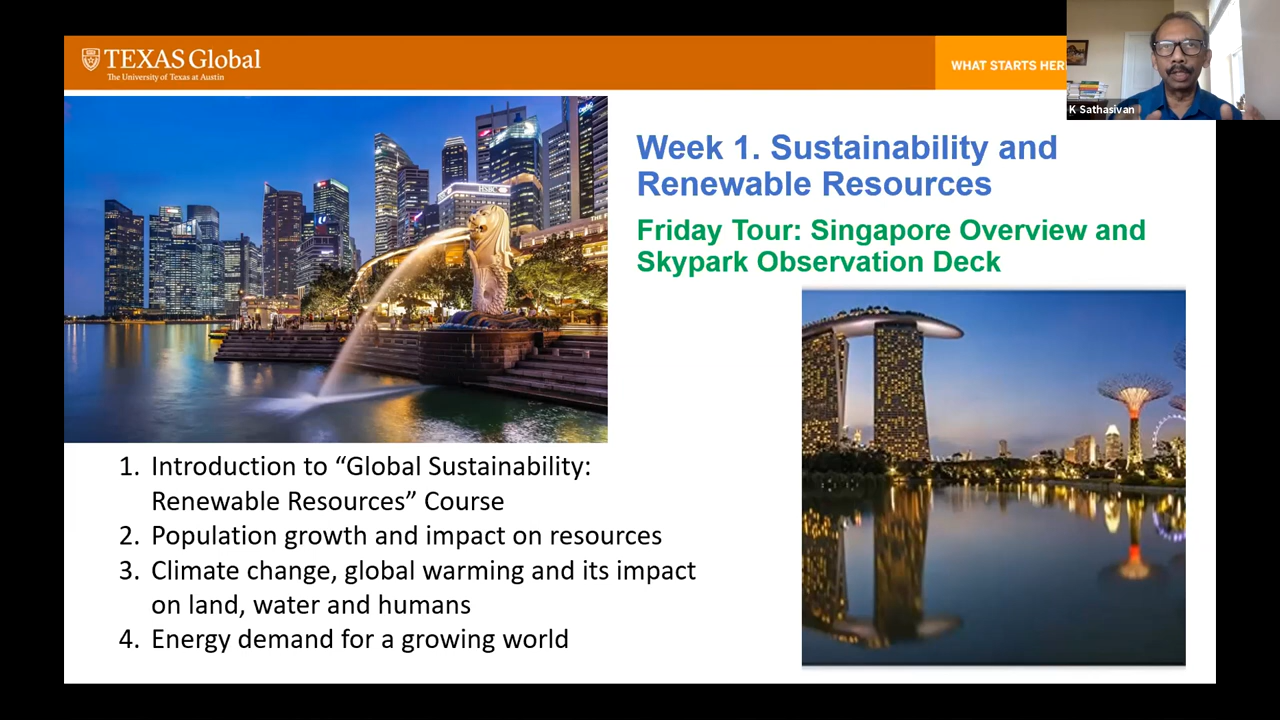 TEXAS Global
The University of Texas at Austin
WHAT STARTS HER
K Sathasivan
HSBC
Week 1. Sustainability and
Renewable Resources
Friday Tour: Singapore Overview and
Skypark Observation Deck
1. Introduction to “Global Sustainability:
Renewable Resources” Course
2. Population growth and impact on resources
3. Climate change, global warming and its impact
on land, water and humans
4. Energy demand for a growing world